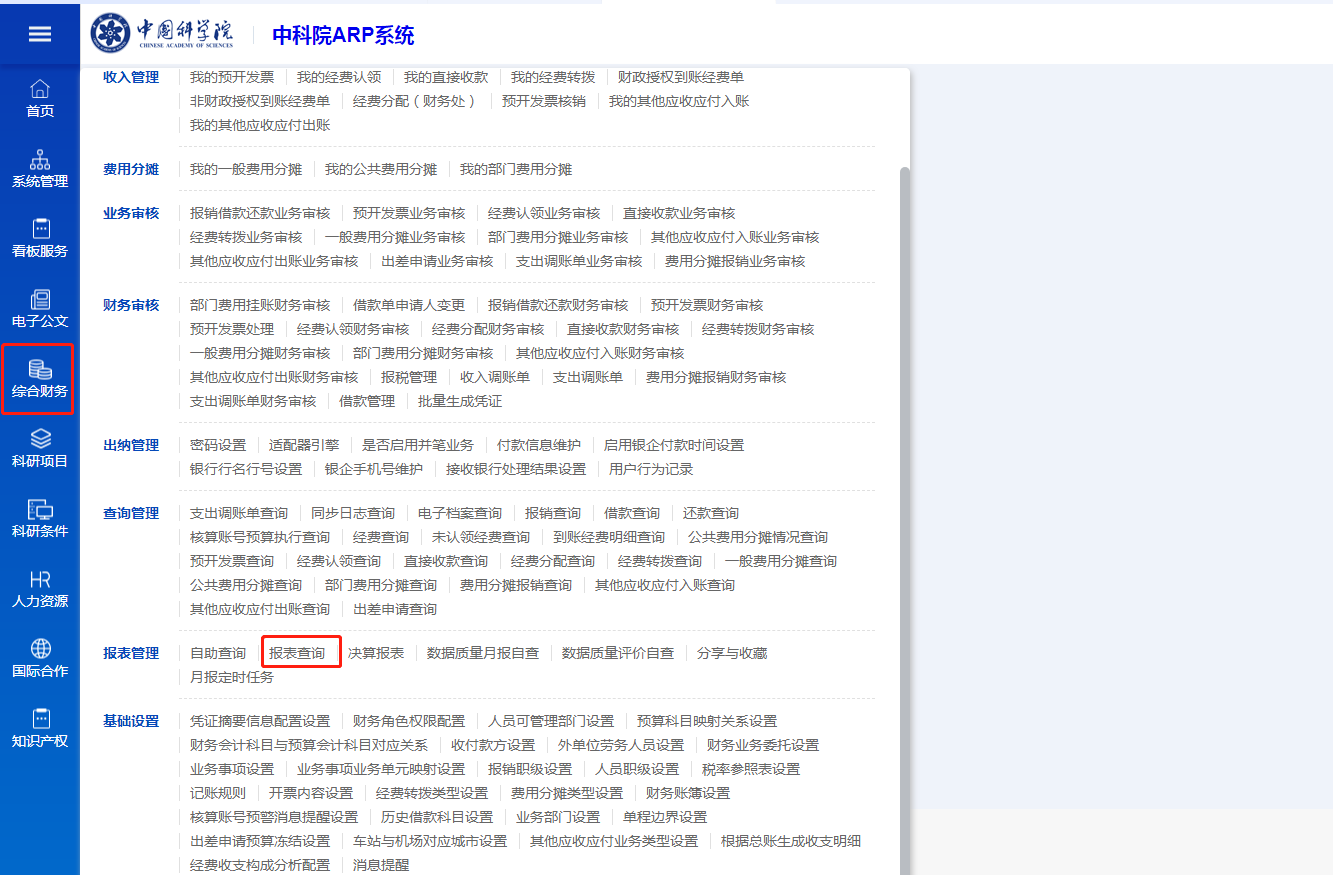 中国科学院
CHINESE ACADEMY OF SCIENCES
中科院ARP系统
首页
系统管理
看板服务
电子公文
综合财务
科研项目
科研条件
人力资源
国际合作
知识产权
收入管理 我的预开发票 我的经费认领 我的直接收款 我的经费转拨 财政授权到账经费单
非财政授权到账经费单 经费分配（财务处） 预开发票核销 我的其他应收应付入账
我的其他应收应付出账
费用分摊 我的一般费用分摊 我的公共费用分摊 我的部门费用分摊
业务审核 报销借款还款业务审核 预开发票业务审核 经费认领业务审核 直接收款业务审核
经费转拨业务审核 一般费用分摊业务审核 部门费用分摊业务审核 其他应收应付入账业务审核
其他应收应付出账业务审核 出差申请业务审核 支出调账单业务审核 费用分摊报销业务审核
财务审核 部门费用挂账财务审核 借款单申请人变更 报销借款还款财务审核 预开发票财务审核
预开发票处理 经费认领财务审核 经费分配财务审核 直接收款财务审核 经费转拨财务审核
一般费用分摊财务审核 部门费用分摊财务审核 其他应收应付入账财务审核
其他应收应付出账财务审核 报税管理 收入调账单 支出调账单 费用分摊报销财务审核
支出调账单财务审核 借款管理 批量生成凭证
出纳管理 密码设置 适配器引擎 是否启用并笔业务 付款信息维护 启用银企付款时间设置
银行行名行号设置 银企手机号维护 接收银行处理结果设置 用户行为记录
查询管理 支出调账单查询 同步日志查询 电子档案查询 报销查询 借款查询 还款查询
核算账号预算执行查询 经费查询 未认领经费查询 到账经费明细查询 公共费用分摊情况查询
预开发票查询 经费认领查询 直接收款查询 经费分配查询 经费转拨查询 一般费用分摊查询
公共费用分摊查询 部门费用分摊查询 费用分摊报销查询 其他应收应付入账查询
其他应收应付出账查询 出差申请查询
报表管理 自助查询 报表查询 决算报表 数据质量月报自查 数据质量评价自查 分享与收藏
月报定时任务
基础设置 凭证摘要信息配置设置 财务角色权限配置 人员可管理部门设置 预算科目映射关系设置
财务会计科目与预算会计科目对应关系 收付款方设置 外单位劳务人员设置 财务业务委托设置
业务事项设置 业务事项业务单元映射设置 报销职级设置 人员职级设置 税率参照表设置
记账规则 开票内容设置 经费转拨类型设置 费用分摊类型设置 财务账簿设置
核算账号预警消息提醒设置 历史借款科目设置 业务部门设置 单程边界设置
出差申请预算冻结设置 车站与机场对应城市设置 其他应收应付业务类型设置 根据总账生成收支明细
经费收支构成分析配置 消息提醒